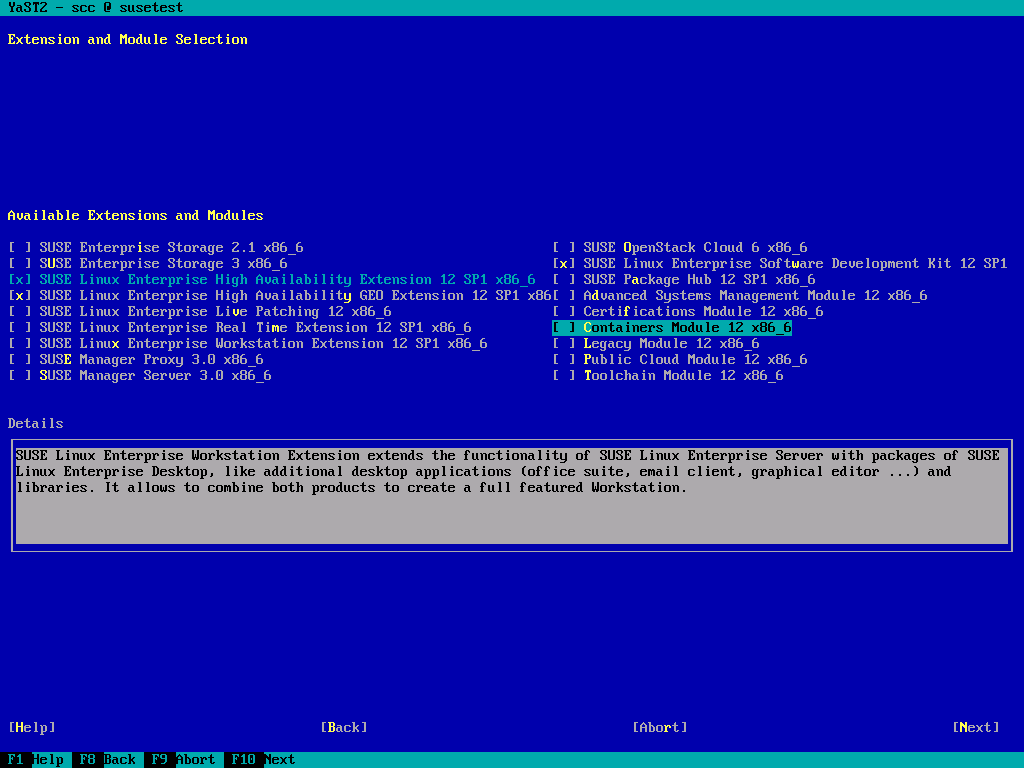 YaST2 - scc @ susetest
Extension and Module Selection
Available Extensions and Modules
[ ] SUSE Enterprise Storage 2.1 x86_6
[ ] SUSE Enterprise Storage 3 x86_6
[x] SUSE Linux Enterprise High Availability Extension 12 SP1 x86_6
[x] SUSE Linux Enterprise High Availability GEO Extension 12 SP1 x86
[ ] SUSE Linux Enterprise Live Patching 12 x86_6
[ ] SUSE Linux Enterprise Real Time Extension 12 SP1 x86_6
[ ] SUSE Linux Enterprise Workstation Extension 12 SP1 x86_6
[ ] SUSE Manager Proxy 3.0 x86_6
[ ] SUSE Manager Server 3.0 x86_6
[ ] SUSE OpenStack Cloud 6 x86_6
[x] SUSE Linux Enterprise Software Development Kit 12 SP1
[ ] SUSE Package Hub 12 SP1 x86_6
[ ] Advanced Systems Management Module 12 x86_6
[ ] Certifications Module 12 x86_6
[ ] Containers Module 12 x86_6
[ ] Legacy Module 12 x86_6
[ ] Public Cloud Module 12 x86_6
[ ] Toolchain Module 12 x86_6
Details
SUSE Linux Enterprise Workstation Extension extends the functionality of SUSE Linux Enterprise Server with packages of SUSE
Linux Enterprise Desktop, like additional desktop applications (office suite, email client, graphical editor ...) and
libraries. It allows to combine both products to create a full featured Workstation.
[Help] [Back] [Abort] [Next]
F1 Help F8 Back F9 Abort F10 Next